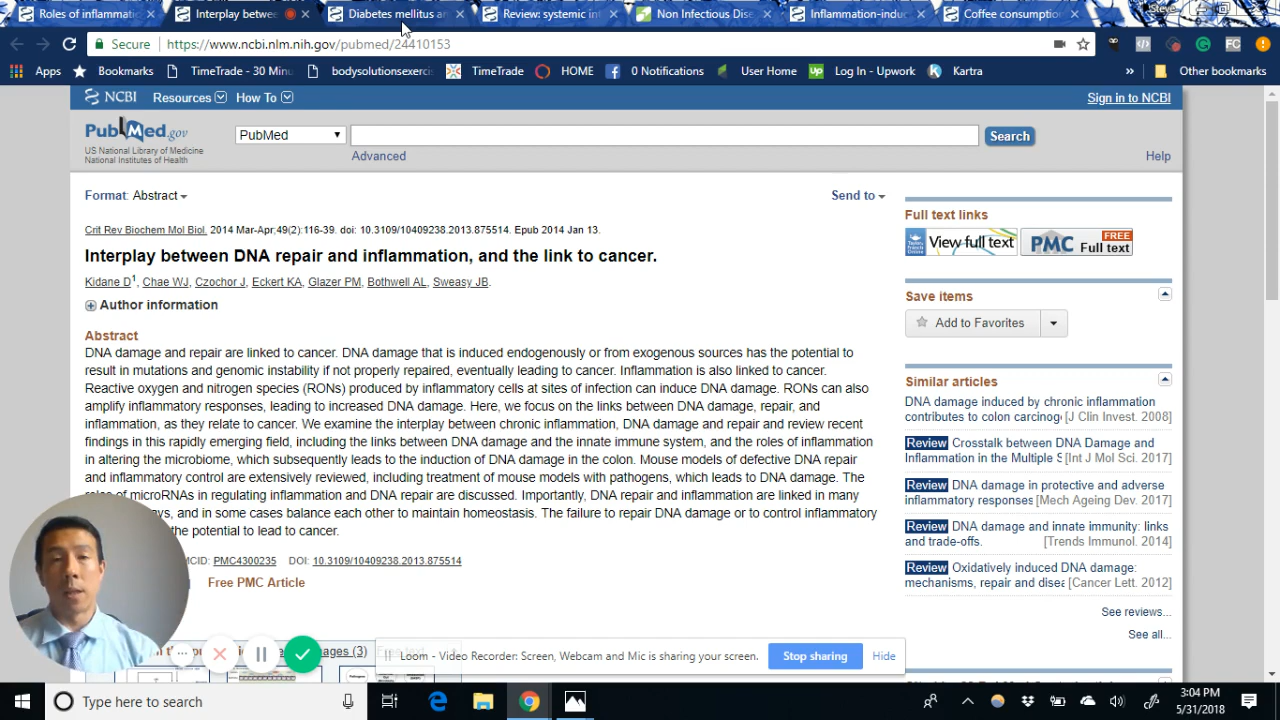 Roles of inflammat
Interplay betwee
Diabetes mellitus an
Review: systemic int
Non Infectious Dise
Inflammation-induc
Coffee consumption
Steve
Secure https://www.ncbi.nlm.nih.gov/pubmed/24410153
Apps Bookmarks TimeTrade - 30 Minu bodysolutionsexercis TimeTrade HOME 0 Notifications User Home Log In - Upwork Kartra » Other bookmarks
NCBI Resources How To Sign in to NCBI
PubMed.gov
US National Library of Medicine
National Institutes of Health
PubMed Search
Advanced Help
Format: Abstract Send to
Crit Rev Biochem Mol Biol. 2014 Mar-Apr;49(2):116-39. doi: 10.3109/10409238.2013.875514. Epub 2014 Jan 13.
Interplay between DNA repair and inflammation, and the link to cancer.
Kidane D1, Chae WJ, Czochor J, Eckert KA, Glazer PM, Bothwell AL, Sweasy JB.
Author information
Abstract
DNA damage and repair are linked to cancer. DNA damage that is induced endogenously or from exogenous sources has the potential to
result in mutations and genomic instability if not properly repaired, eventually leading to cancer. Inflammation is also linked to cancer.
Reactive oxygen and nitrogen species (RONs) produced by inflammatory cells at sites of infection can induce DNA damage. RONs can also
amplify inflammatory responses, leading to increased DNA damage. Here, we focus on the links between DNA damage, repair, and
inflammation, as they relate to cancer. We examine the interplay between chronic inflammation, DNA damage and repair and review recent
findings in this rapidly emerging field, including the links between DNA damage and the innate immune system, and the roles of inflammation
in altering the microbiome, which subsequently leads to the induction of DNA damage in the colon. Mouse models of defective DNA repair
and inflammatory control are extensively reviewed, including treatment of mouse models with pathogens, which leads to DNA damage. The
roles of microRNAs in regulating inflammation and DNA repair are discussed. Importantly, DNA repair and inflammation are linked in many
ays, and in some cases balance each other to maintain homeostasis. The failure to repair DNA damage or to control inflammatory
the potential to lead to cancer.
MCID: PMC4300235 DOI: 10.3109/10409238.2013.875514
Free PMC Article
ages (3)
Full text links
View full text
PMC FREE Full text
Save items
Add to Favorites
Similar articles
DNA damage induced by chronic inflammation
contributes to colon carcinog [J Clin Invest. 2008]
Review Crosstalk between DNA Damage and
Inflammation in the Multiple S [Int J Mol Sci. 2017]
Review DNA damage in protective and adverse
inflammatory responses [Mech Ageing Dev. 2017]
Review DNA damage and innate immunity: links
and trade-offs. [Trends Immunol. 2014]
Review Oxidatively induced DNA damage:
mechanisms, repair and disea [Cancer Lett. 2012]
See reviews...
See all...
Loom - Video Recorder: Screen, Webcam and Mic is sharing your screen. Stop sharing Hide
Type here to search
3:04 PM
5/31/2018